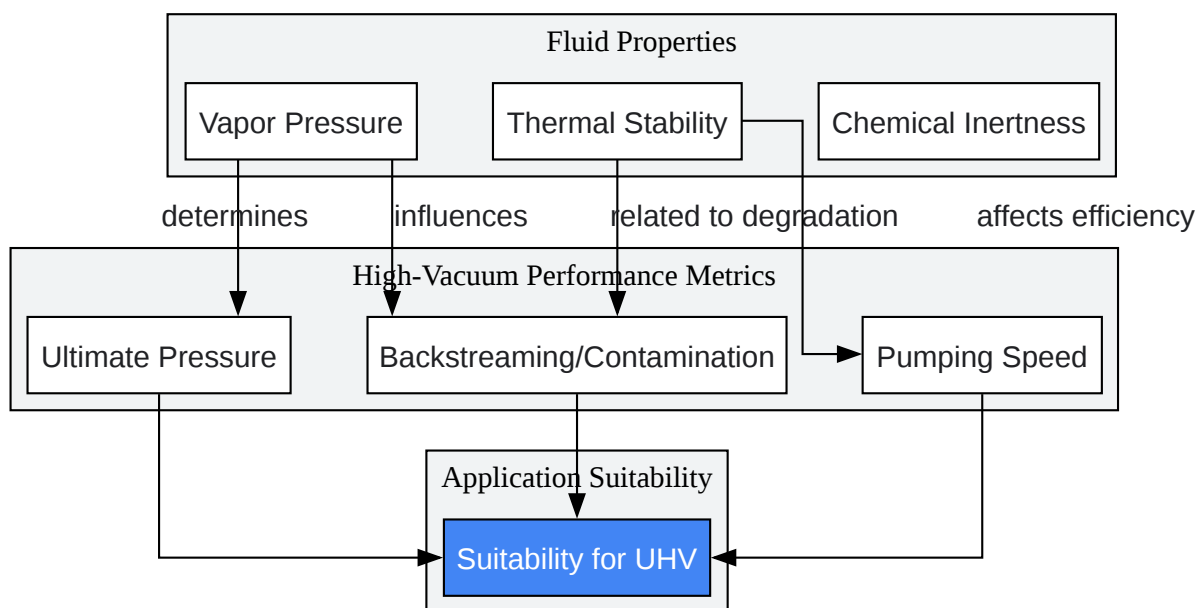 Fluid Properties
Vapor Pressure
Thermal Stability
Chemical Inertness
determines
influences
related to degradation
affects efficiency
High-Vacuum Performance Metrics
Ultimate Pressure
Backstreaming/Contamination
Pumping Speed
Application Suitability
Suitability for UHV